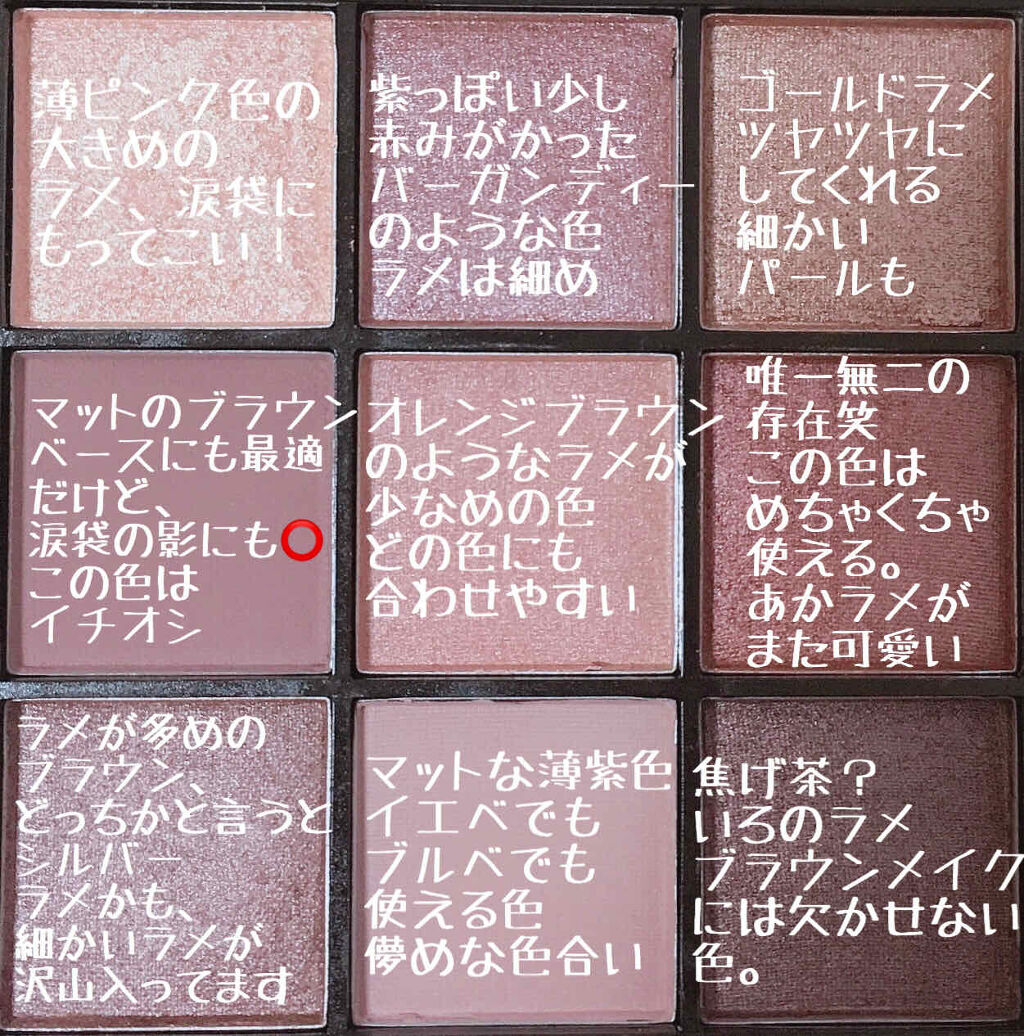 薄ピンク色の
大きめの
ラメ、涙袋に
もってこい！
紫っぽい少し
赤みがかった
バーガンディー
のような色
ラメは細め
ゴールドラメ
ツヤツヤに
してくれる
細かい
パールも
マットのブラウン
ベースにも最適
だけど、
涙袋の影にも⭕
この色は
イチオシ
オレンジブラウン
のようなラメが
少なめの色
どの色にも
合わせやすい
唯一無二の
存在笑
この色は
めちゃくちゃ
使える。
あかラメが
また可愛い
ラメが多めの
ブラウン、
どっちかと言うと
シルバー
ラメかも、
細かいラメが
沢山入ってます
マットな薄紫色
イエベでも
ブルベでも
使える色
儚めな色合い
焦げ茶？
いろのラメ
ブラウンメイク
には欠かせない
色。